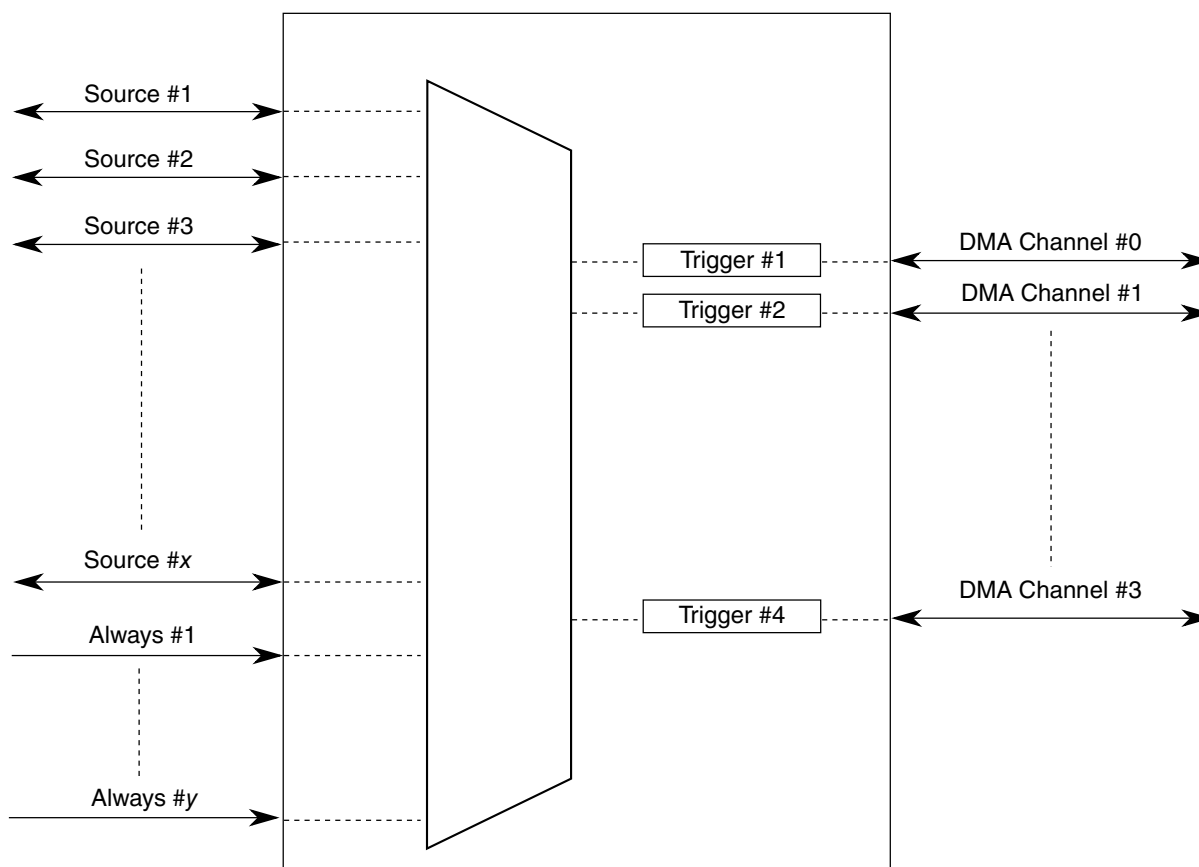 Source #1
Source #2
Source #3
Source #x
Always #1
Always #y
Trigger #1
Trigger #2
Trigger #4
DMA Channel #0
DMA Channel #1
DMA Channel #3